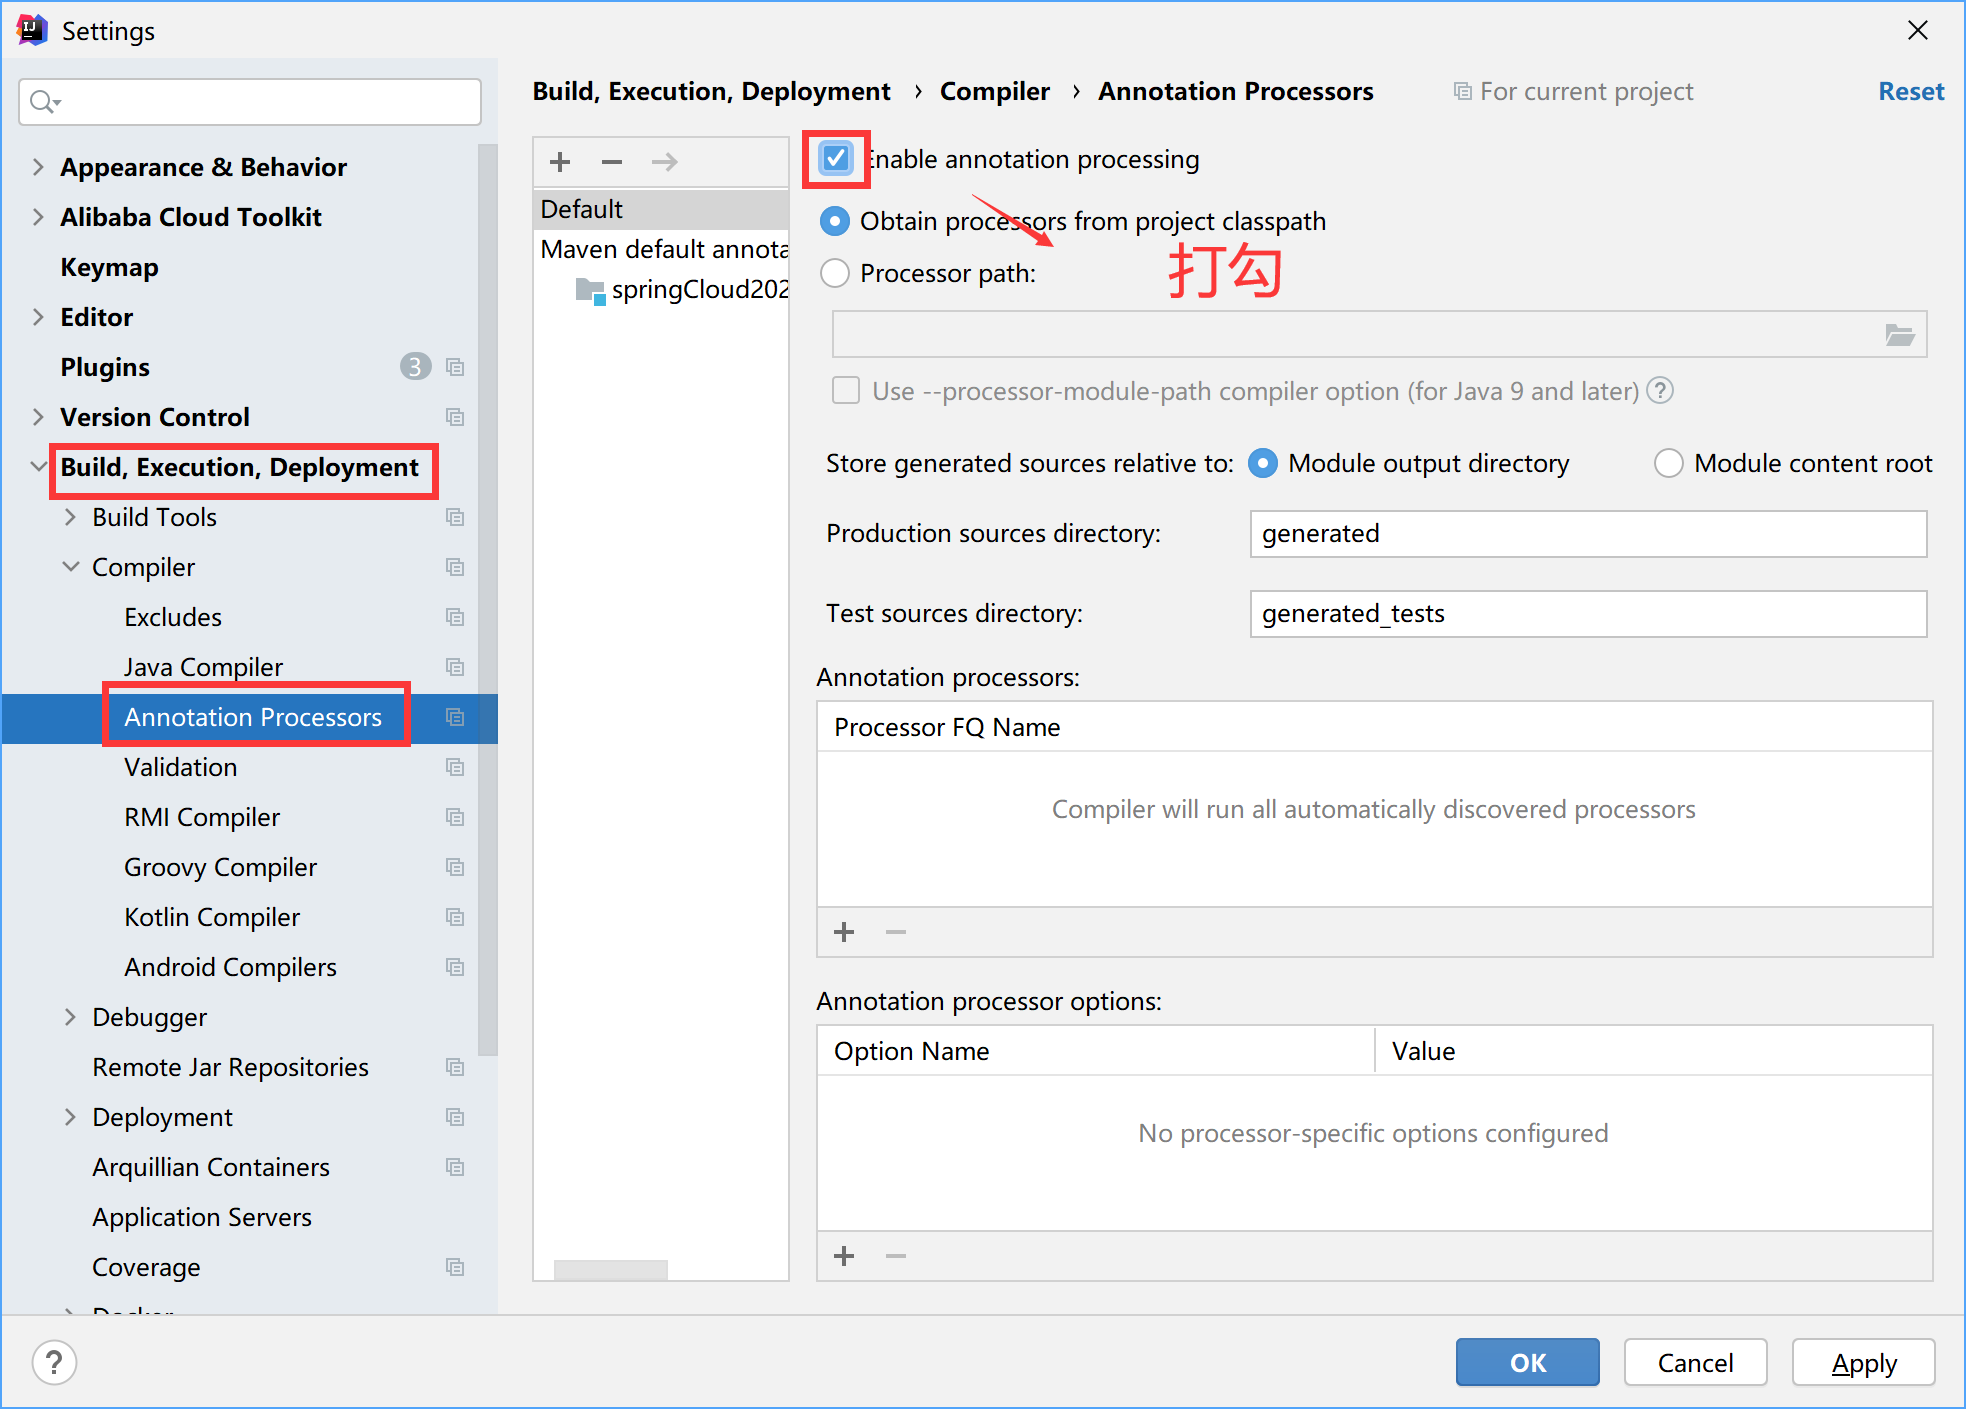 Settings
Appearance & Behavior
Alibaba Cloud Toolkit
Keymap
Editor
Plugins 3
Version Control
Build, Execution, Deployment
Build Tools
Compiler
Excludes
Java Compiler
Annotation Processors
Validation
RMI Compiler
Groovy Compiler
Kotlin Compiler
Android Compilers
Debugger
Remote Jar Repositories
Deployment
Arquillian Containers
Application Servers
Coverage
Docker
Build, Execution, Deployment › Compiler › Annotation Processors
For current project
Reset
Default
Maven default annota
springCloud202
Enable annotation processing
Obtain processors from project classpath
Processor path:
打勾
Use --processor-module-path compiler option (for Java 9 and later) ?
Store generated sources relative to: Module output directory Module content root
Production sources directory: generated
Test sources directory: generated_tests
Annotation processors:
Processor FQ Name
Compiler will run all automatically discovered processors
Annotation processor options:
Option Name Value
No processor-specific options configured
?
OK Cancel Apply